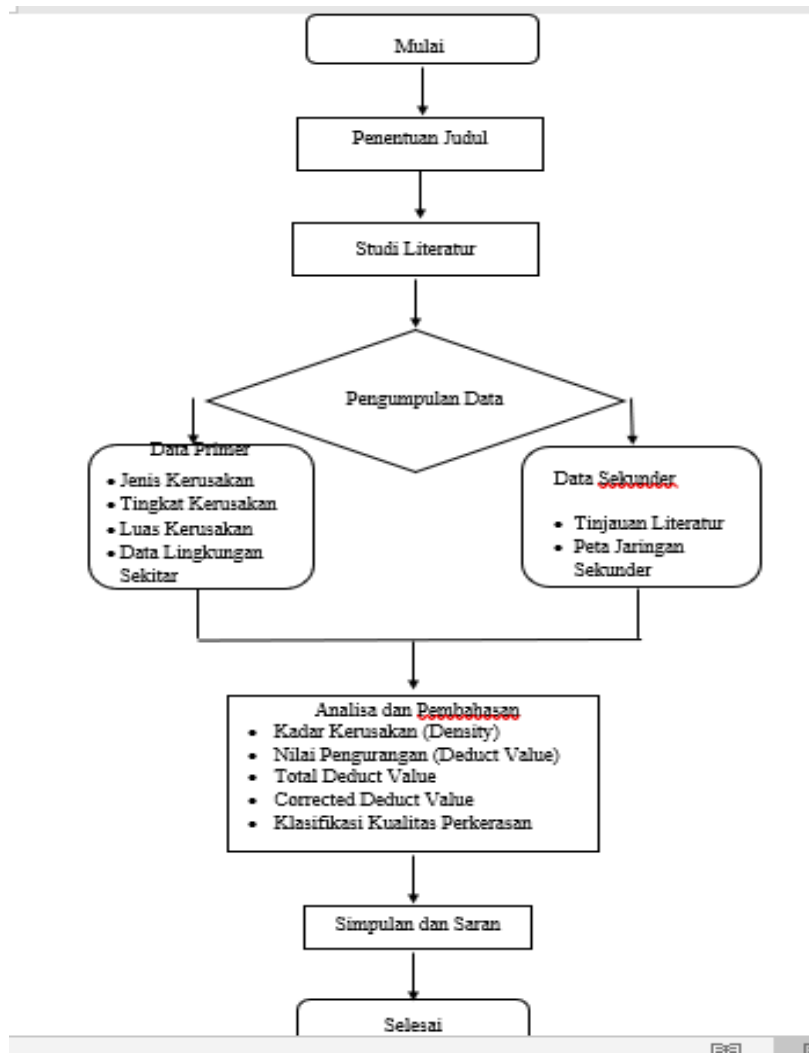 Mulai
Penentuan Judul
Studi Literatur
Pengumpulan Data
Data Primer
• Jenis Kerusakan
• Tingkat Kerusakan
• Luas Kerusakan
• Data Lingkungan
Sekitar
Data Sekunder
• Tinjauan Literatur
• Peta Jaringan
Sekunder
Analisa dan Pembahasan
• Kadar Kerusakan (Density)
• Nilai Pengurangan (Deduct Value)
• Total Deduct Value
• Corrected Deduct Value
• Klasifikasi Kualitas Perkerasan
Simpulan dan Saran
Selesai